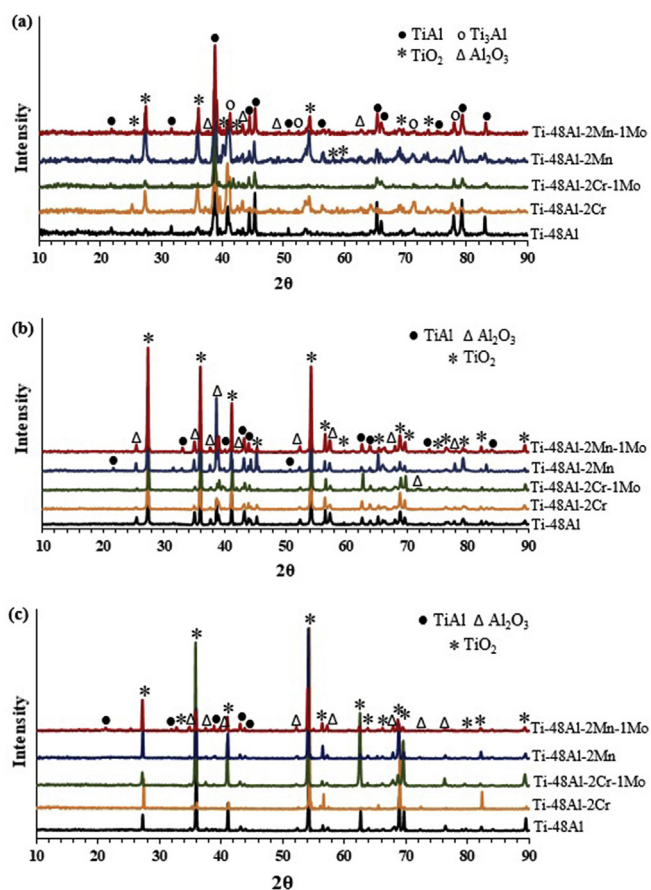 (a)
● TiAl o Ti₃Al
* TiO₂ Δ Al₂O₃
Intensity
Ti-48Al-2Mn-1Mo
Ti-48Al-2Mn
Ti-48Al-2Cr-1Mo
Ti-48Al-2Cr
Ti-48Al
10 20 30 40 50 60 70 80 90
2θ
(b)
● TiAl Δ Al₂O₃
* TiO₂
Intensity
Ti-48Al-2Mn-1Mo
Ti-48Al-2Mn
Ti-48Al-2Cr-1Mo
Ti-48Al-2Cr
Ti-48Al
10 20 30 40 50 60 70 80 90
2θ
(c)
● TiAl Δ Al₂O₃
* TiO₂
Intensity
Ti-48Al-2Mn-1Mo
Ti-48Al-2Mn
Ti-48Al-2Cr-1Mo
Ti-48Al-2Cr
Ti-48Al
10 20 30 40 50 60 70 80 90
2θ